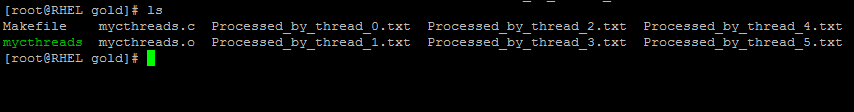 [root@RHEL gold]# ls
Makefile    mycthreads.c  Processed_by_thread_0.txt  Processed_by_thread_2.txt  Processed_by_thread_4.txt
mycthreads  mycthreads.o  Processed_by_thread_1.txt  Processed_by_thread_3.txt  Processed_by_thread_5.txt
[root@RHEL gold]#